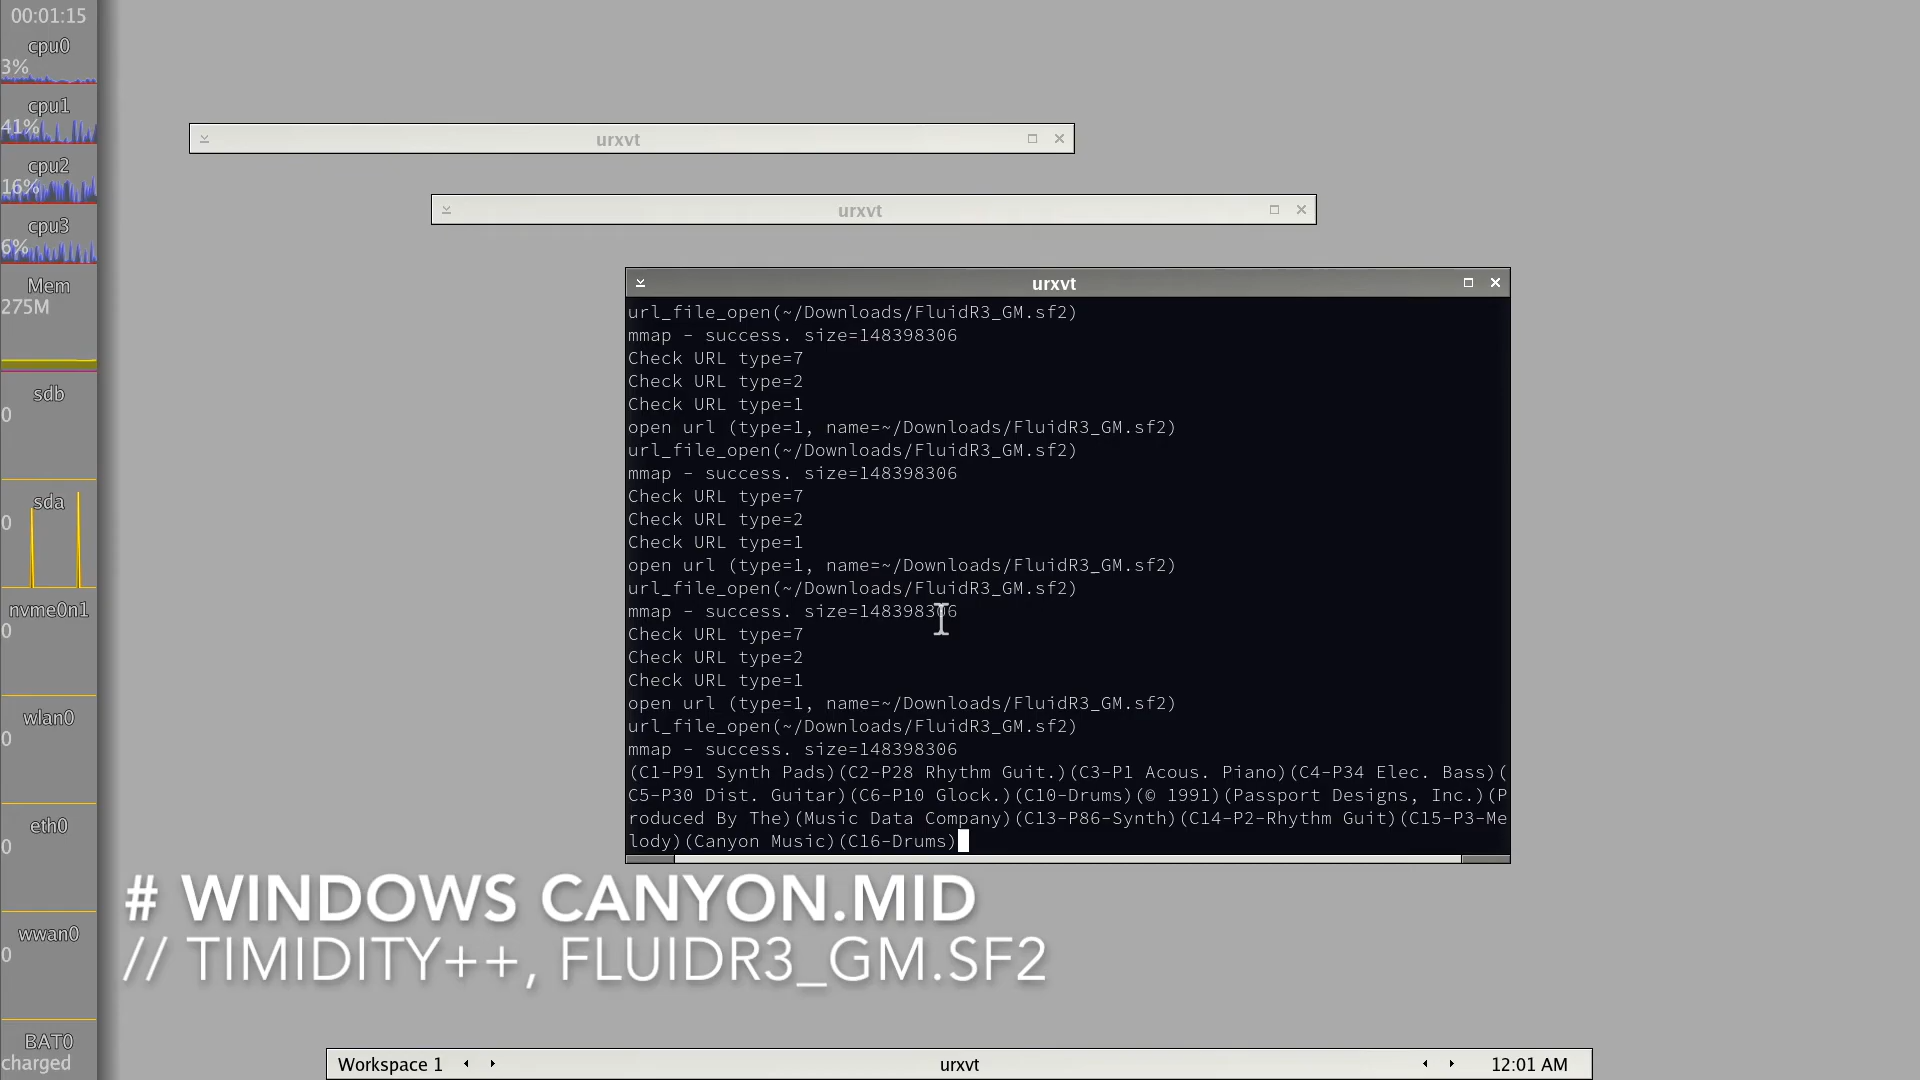 00:01:15
cpu0
3%
cpu1
41%
cpu2
16%
cpu3
6%
Mem
275M
sdb
0
sda
0
nvme0n1
0
wlan0
0
eth0
0
wwan0
0
BAT0
charged
urxvt
urxvt
urxvt
url_file_open(~/Downloads/FluidR3_GM.sf2)
mmap - success. size=148398306
Check URL type=7
Check URL type=2
Check URL type=1
open url (type=1, name=~/Downloads/FluidR3_GM.sf2)
url_file_open(~/Downloads/FluidR3_GM.sf2)
mmap - success. size=148398306
Check URL type=7
Check URL type=2
Check URL type=1
open url (type=1, name=~/Downloads/FluidR3_GM.sf2)
url_file_open(~/Downloads/FluidR3_GM.sf2)
mmap - success. size=148398306
Check URL type=7
Check URL type=2
Check URL type=1
open url (type=1, name=~/Downloads/FluidR3_GM.sf2)
url_file_open(~/Downloads/FluidR3_GM.sf2)
mmap - success. size=148398306
(C1-P91 Synth Pads)(C2-P28 Rhythm Guit.)(C3-P1 Acous. Piano)(C4-P34 Elec. Bass)(
C5-P30 Dist. Guitar)(C6-P10 Glock.)(C10-Drums)(© 1991)(Passport Designs, Inc.)(P
roduced By The)(Music Data Company)(C13-P86-Synth)(C14-P2-Rhythm Guit)(C15-P3-Me
lody)(Canyon Music)(C16-Drums)
# WINDOWS CANYON.MID
// TIMIDITY++, FLUIDR3_GM.SF2
Workspace 1
urxvt
12:01 AM